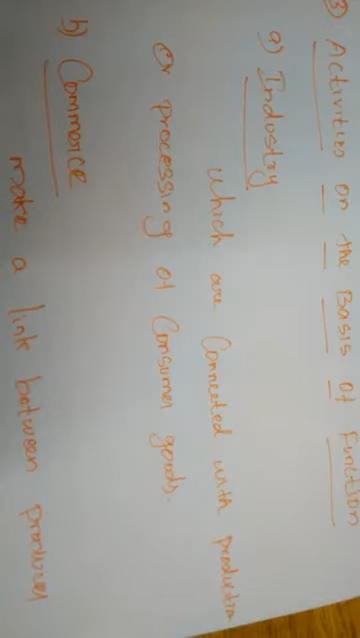 3) Activities on the Basis of Function
a) Industry
which are Connected with production
Or processing of Consumer goods.
b) Commerce
make a link between producer